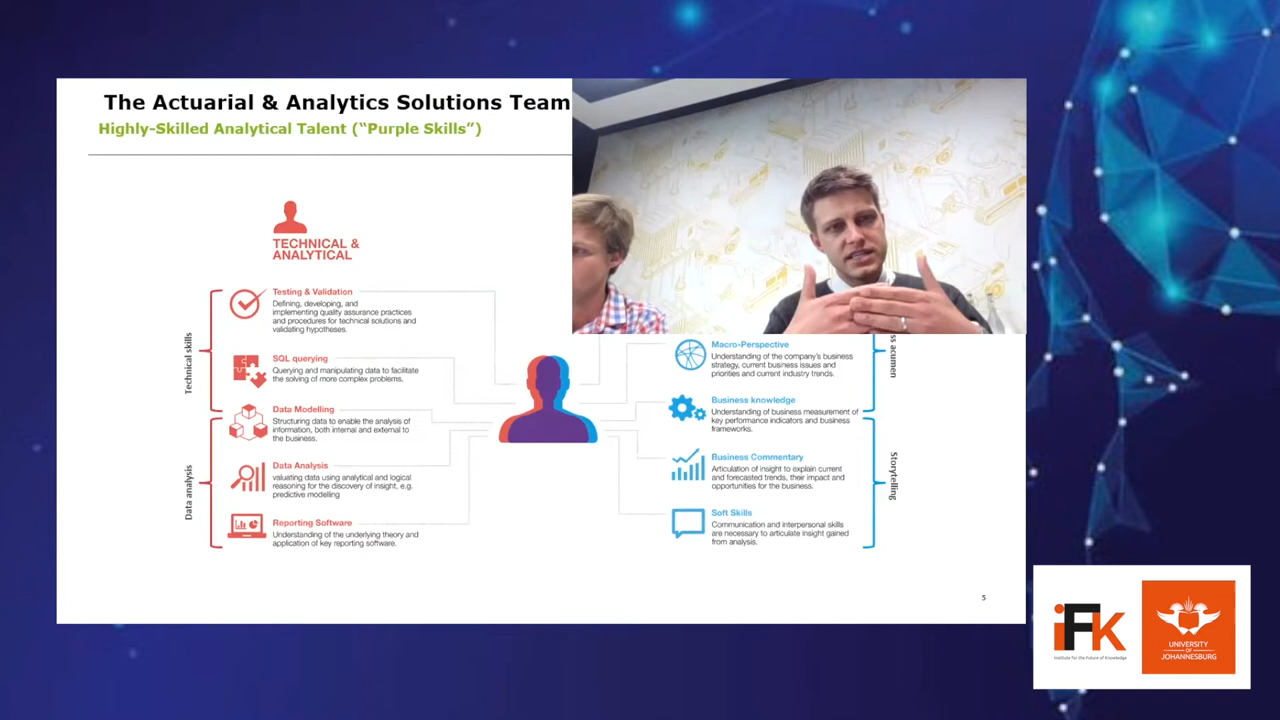 The Actuarial & Analytics Solutions Team
Highly-Skilled Analytical Talent (“Purple Skills”)
TECHNICAL &
ANALYTICAL
Technical skills
Testing & Validation
Defining, developing, and
implementing quality assurance practices
and procedures for technical solutions and
validating hypotheses.
SQL querying
Querying and manipulating data to facilitate
the solving of more complex problems.
Data Modelling
Structuring data to enable the analysis of
information, both internal and external to
the business.
Data analysis
Data Analysis
valuating data using analytical and logical
reasoning for the discovery of insight, e.g.
predictive modelling
Reporting Software
Understanding of the underlying theory and
application of key reporting software.
Macro-Perspective
Understanding of the company's business
strategy, current business issues and
priorities and current industry trends.
Business knowledge
Understanding of business measurement of
key performance indicators and business
frameworks.
ss acumen
Business Commentary
Articulation of insight to explain current
and forecasted trends, their impact and
opportunities for the business.
Soft Skills
Communication and interpersonal skills
are necessary to articulate insight gained
from analysis.
Storytelling
5
iFK
Institute for the Future of Knowledge
UNIVERSITY
OF
JOHANNESBURG